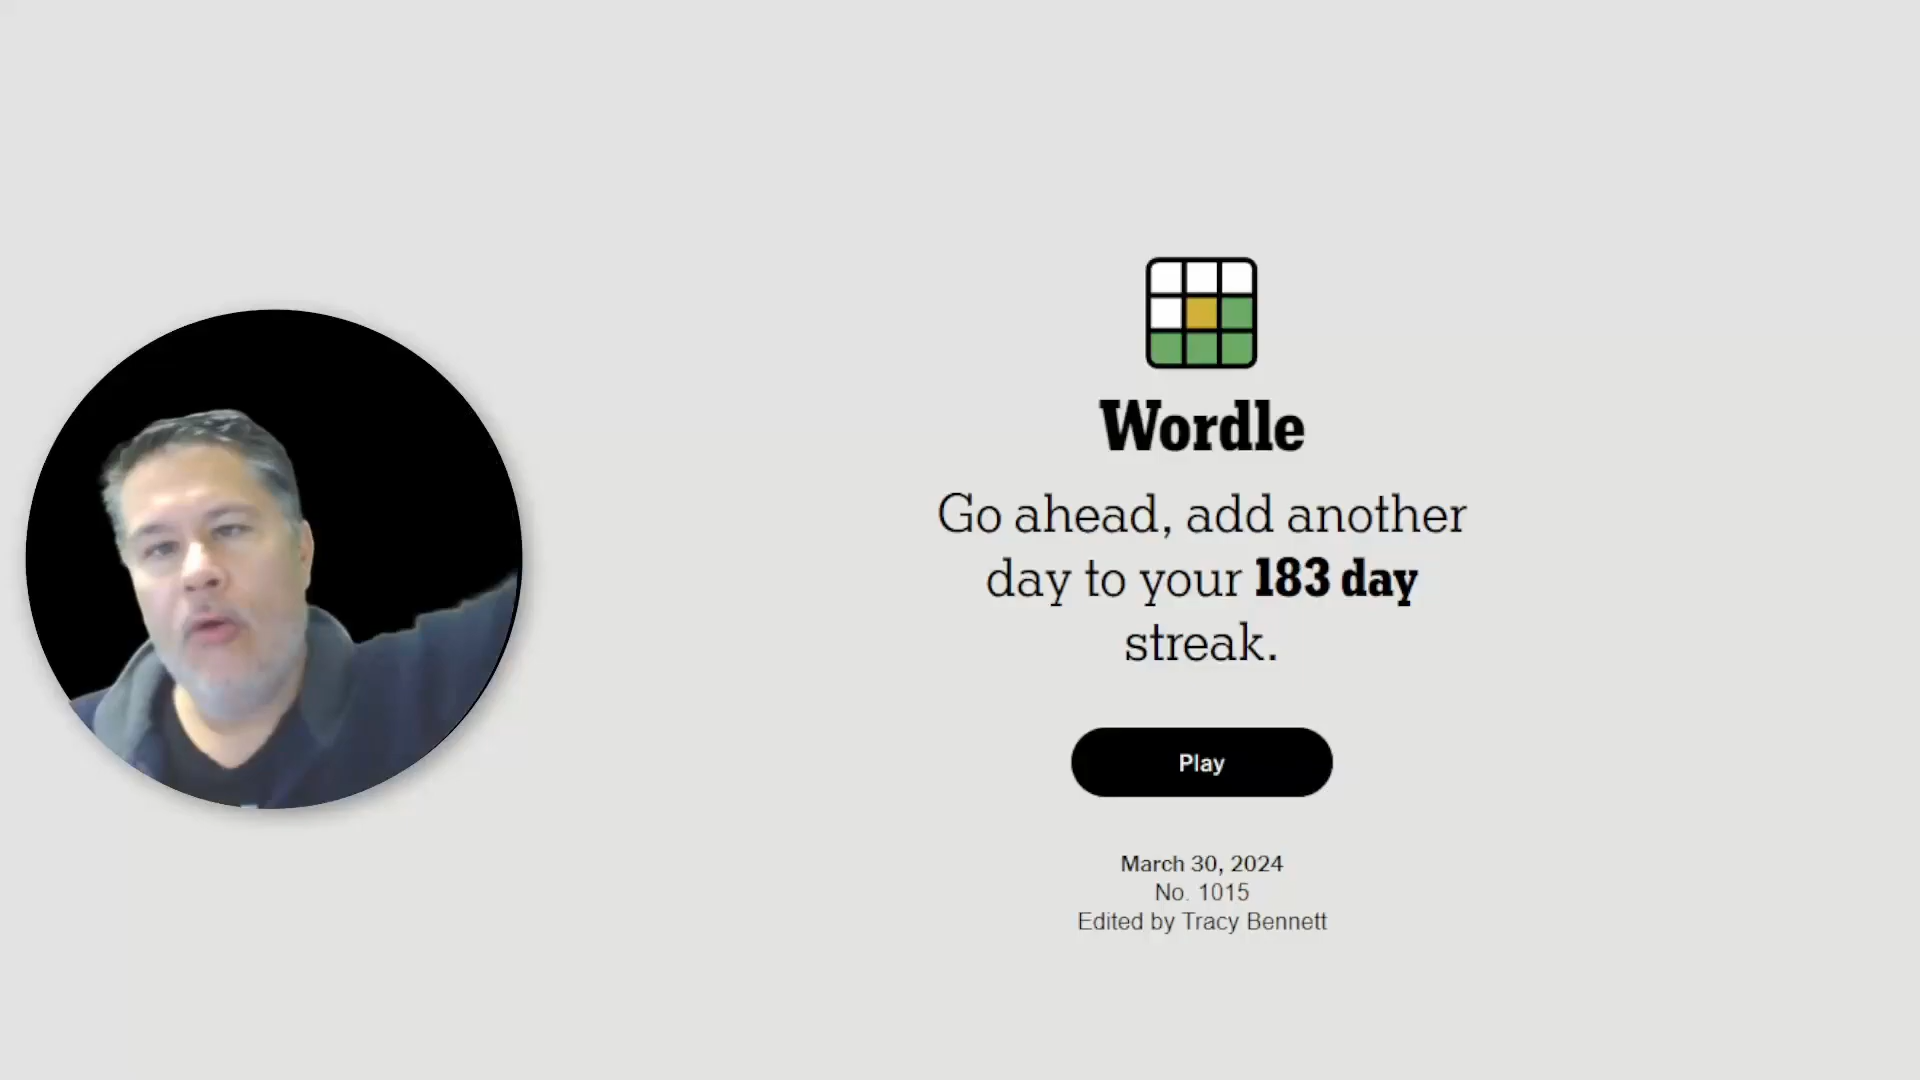 Wordle
Go ahead, add another
day to your 183 day
streak.
Play
March 30, 2024
No. 1015
Edited by Tracy Bennett